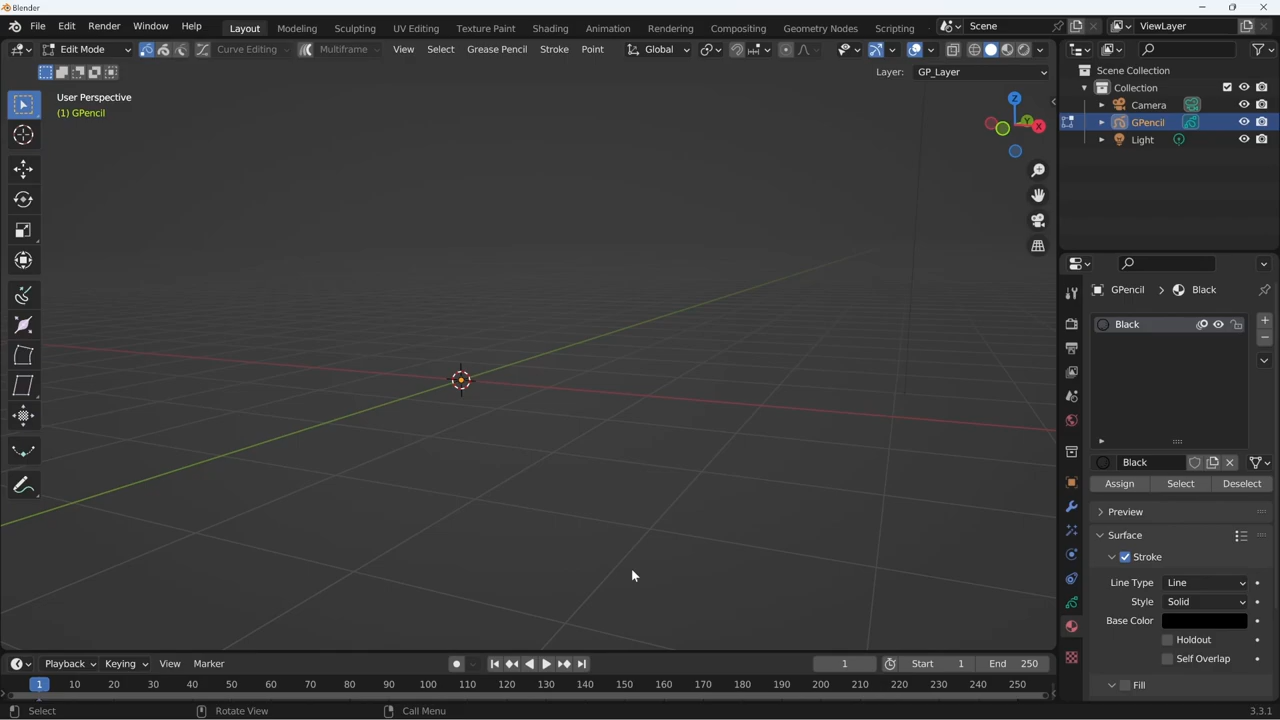 Blender
File Edit Render Window Help
Layout Modeling Sculpting UV Editing Texture Paint Shading Animation Rendering Compositing Geometry Nodes Scripting
Scene
ViewLayer
Edit Mode
Curve Editing
Multiframe
View Select Grease Pencil Stroke Point
Global
Layer: GP_Layer
User Perspective
(1) GPencil
Z
Y
X
Scene Collection
Collection
Camera
GPencil
Light
GPencil > Black
Black
Black
Assign Select Deselect
Preview
Surface
Stroke
Line Type Line
Style Solid
Base Color
Holdout
Self Overlap
Fill
Playback Keying View Marker
1
Start 1
End 250
1 10 20 30 40 50 60 70 80 90 100 110 120 130 140 150 160 170 180 190 200 210 220 230 240 250
Select
Rotate View
Call Menu
3.3.1